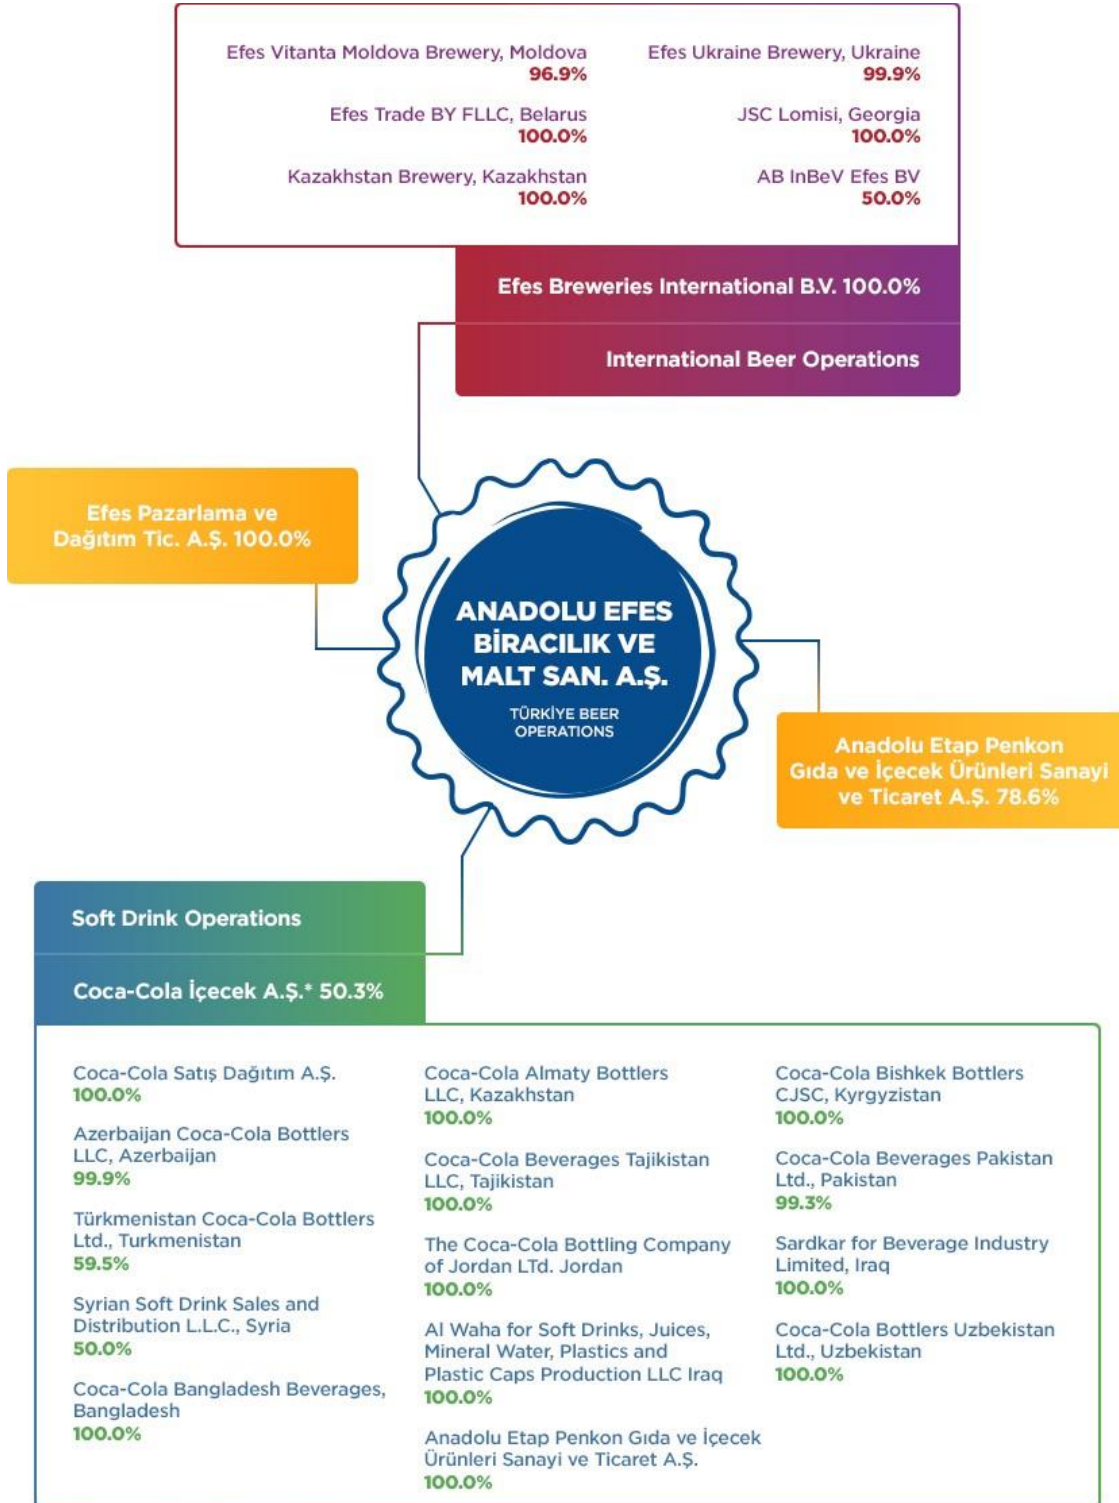 Efes Vitanta Moldova Brewery, Moldova
96.9%
Efes Trade BY FLLC, Belarus
100.0%
Kazakhstan Brewery, Kazakhstan
100.0%
Efes Ukraine Brewery, Ukraine
99.9%
JSC Lomisi, Georgia
100.0%
AB InBeV Efes BV
50.0%
Efes Breweries International B.V. 100.0%
International Beer Operations
Efes Pazarlama ve
Dağıtım Tic. A.Ş. 100.0%
ANADOLU EFES
BİRACILIK VE
MALT SAN. A.Ş.
TÜRKİYE BEER
OPERATIONS
Anadolu Etap Penkon
Gıda ve İçecek Ürünleri Sanayi
ve Ticaret A.Ş. 78.6%
Soft Drink Operations
Coca-Cola İçecek A.Ş.* 50.3%
Coca-Cola Satış Dağıtım A.Ş.
100.0%
Azerbaijan Coca-Cola Bottlers
LLC, Azerbaijan
99.9%
Türkmenistan Coca-Cola Bottlers
Ltd., Turkmenistan
59.5%
Syrian Soft Drink Sales and
Distribution L.L.C., Syria
50.0%
Coca-Cola Bangladesh Beverages,
Bangladesh
100.0%
Coca-Cola Almaty Bottlers
LLC, Kazakhstan
100.0%
Coca-Cola Beverages Tajikistan
LLC, Tajikistan
100.0%
The Coca-Cola Bottling Company
of Jordan LTd. Jordan
100.0%
Al Waha for Soft Drinks, Juices,
Mineral Water, Plastics and
Plastic Caps Production LLC Iraq
100.0%
Anadolu Etap Penkon Gıda ve İçecek
Ürünleri Sanayi ve Ticaret A.Ş.
100.0%
Coca-Cola Bishkek Bottlers
CJSC, Kyrgyzistan
100.0%
Coca-Cola Beverages Pakistan
Ltd., Pakistan
99.3%
Sardkar for Beverage Industry
Limited, Iraq
100.0%
Coca-Cola Bottlers Uzbekistan
Ltd., Uzbekistan
100.0%